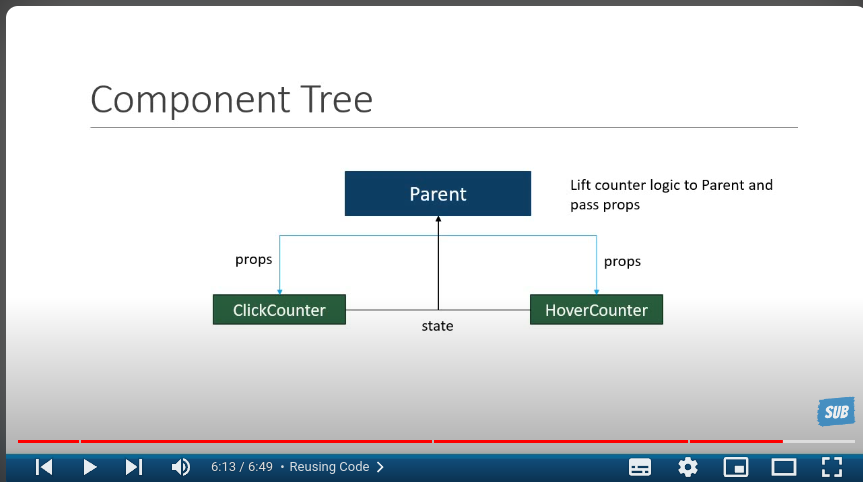 Component Tree
Parent
Lift counter logic to Parent and
pass props
props
props
ClickCounter
HoverCounter
state
SUB
6:13 / 6:49 • Reusing Code >